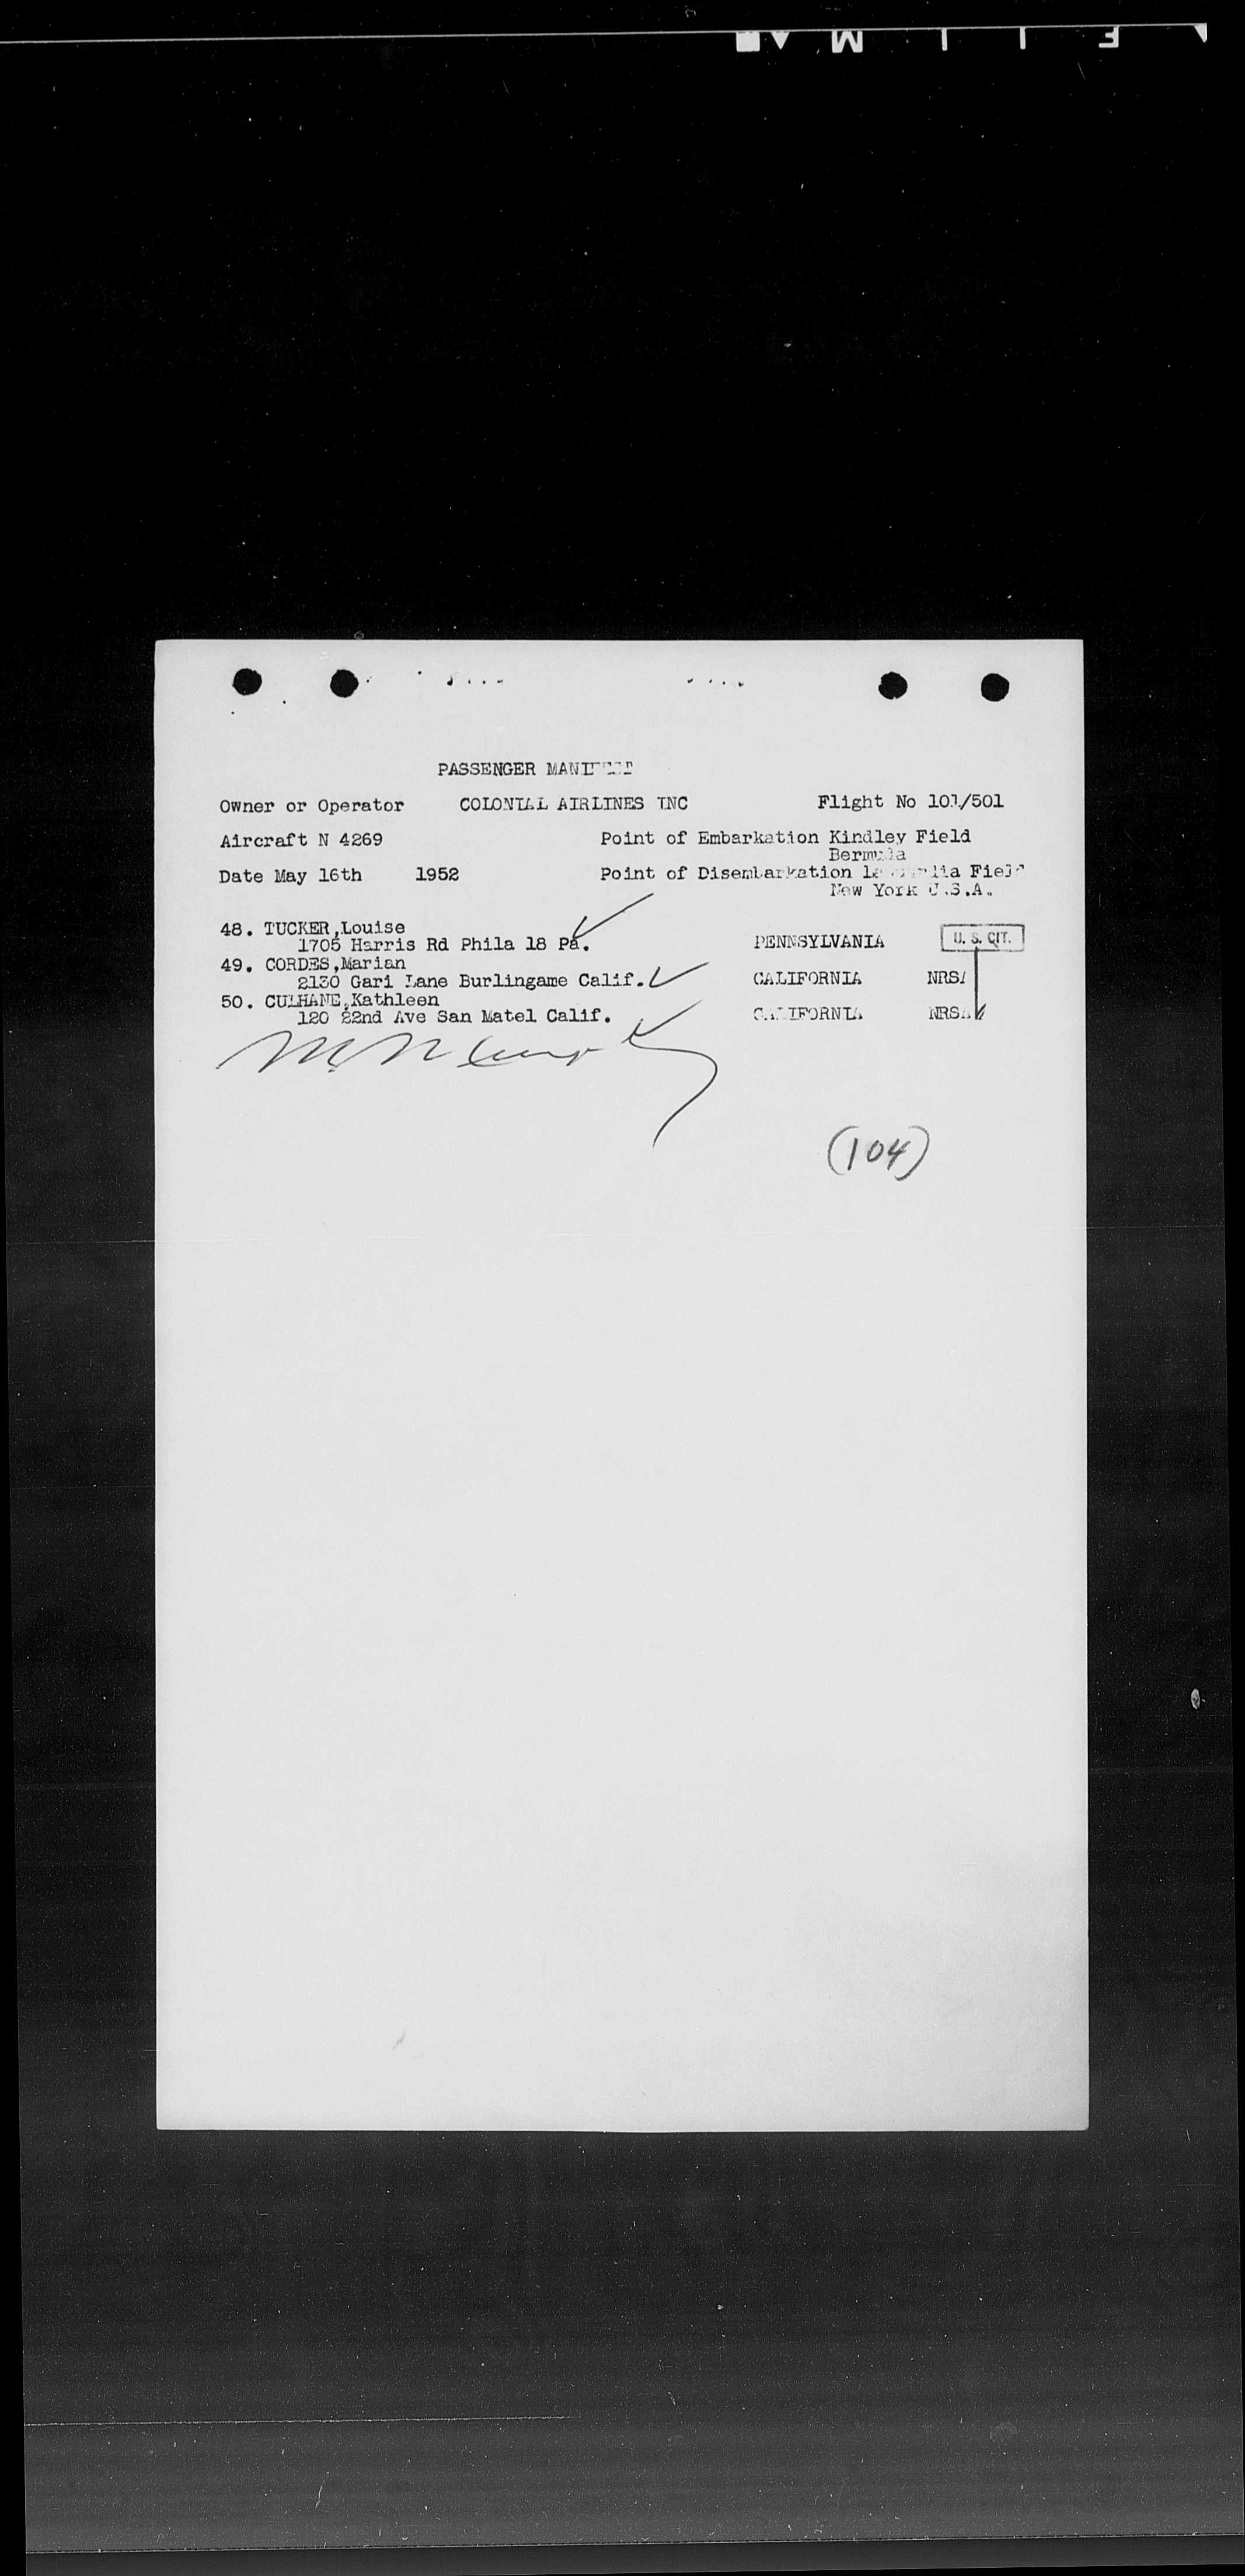 PASSENGER MANIFEST
Owner or Operator COLONIAL AIRLINES INC Flight No 101/501
Aircraft N 4269 Point of Embarkation Kindley Field
Bermuda
Date May 16th 1952 Point of Disembarkation Field
New York U.S.A.
48. TUCKER,Louise
1705 Harris Rd Phila 18 Pa. PENNSYLVANIA U. S. CIT.
49. CORDES,Marian
2130 Gari Lane Burlingame Calif. CALIFORNIA NRSA
50. CULHANE,Kathleen
120 22nd Ave San Matel Calif. CALIFORNIA NRSA
(104)